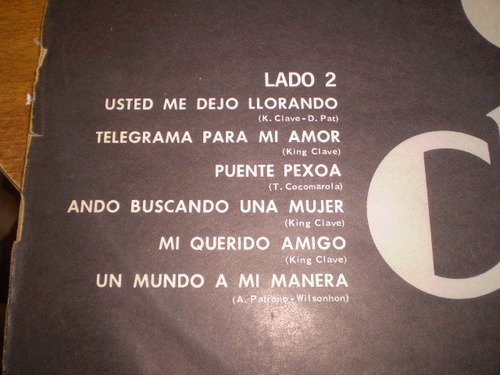 LADO 2
USTED ME DEJO LLORANDO
(K. Clave - D. Pat)
TELEGRAMA PARA MI AMOR
(King Clave)
PUENTE PEXOA
(T. Cocomarola)
ANDO BUSCANDO UNA MUJER
(King Clave)
MI QUERIDO AMIGO
(King Clave)
UN MUNDO A MI MANERA
(A. Patrono - Wilsonhon)